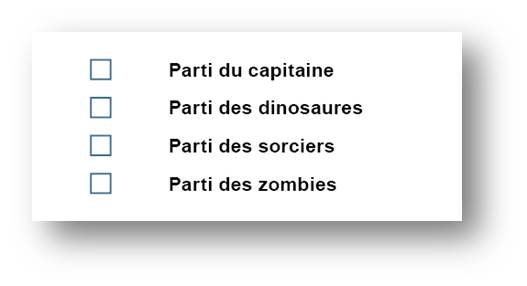 Parti du capitaine
Parti des dinosaures
Parti des sorciers
Parti des zombies